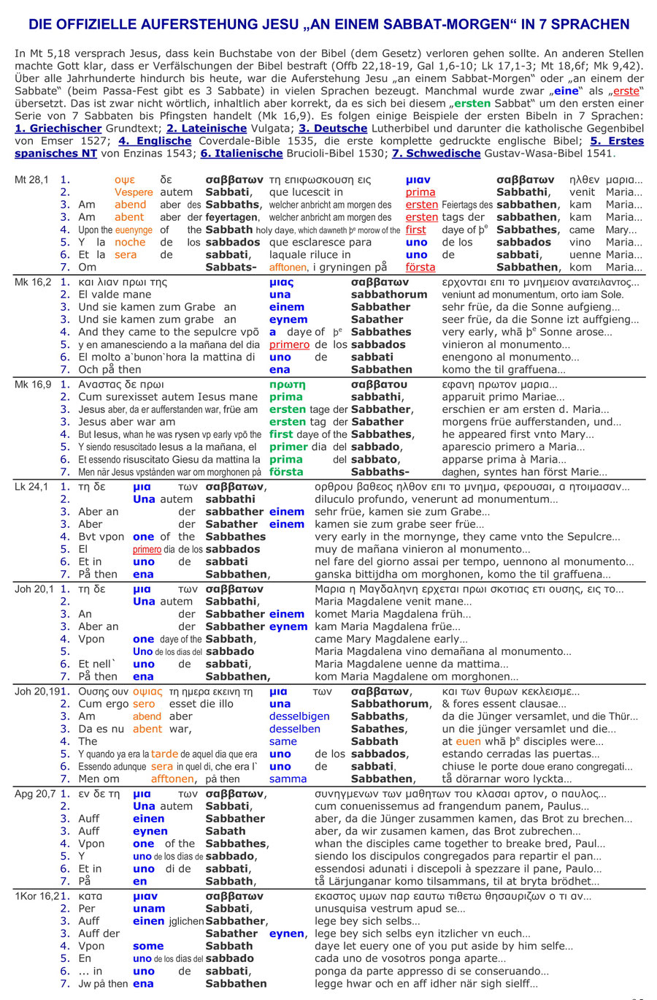 DIE OFFIZIELLE AUFERSTEHUNG JESU „AN EINEM SABBAT-MORGEN“ IN 7 SPRACHEN
In Mt 5,18 versprach Jesus, dass kein Buchstabe von der Bibel (dem Gesetz) verloren gehen sollte. An anderen Stellen
machte Gott klar, dass er Verfälschungen der Bibel bestraft (Offb 22,18-19, Gal 1,6-10; Lk 17,1-3; Mt 18,6f; Mk 9,42).
Über alle Jahrhunderte hindurch bis heute, war die Auferstehung Jesu „an einem Sabbat-Morgen“ oder „an einem der
Sabbate“ (beim Passa-Fest gibt es 3 Sabbate) in vielen Sprachen bezeugt. Manchmal wurde zwar „eine“ als „erste“
übersetzt. Das ist zwar nicht wörtlich, inhaltlich aber korrekt, da es sich bei diesem „ersten Sabbat“ um den ersten einer
Serie von 7 Sabbaten bis Pfingsten handelt (Mk 16,9). Es folgen einige Beispiele der ersten Bibeln in 7 Sprachen:
1. Griechischer Grundtext; 2. Lateinische Vulgata; 3. Deutsche Lutherbibel und darunter die katholische Gegenbibel
von Emser 1527; 4. Englische Coverdale-Bible 1535, die erste komplette gedruckte englische Bibel; 5. Erstes
spanisches NT von Enzinas 1543; 6. Italienische Brucioli-Bibel 1530; 7. Schwedische Gustav-Wasa-Bibel 1541.
Mt 28,1 1. οψε δε σαββατων τη επιφωσκουση εις μιαν σαββατων ηλθεν μαρια...
2. Vespere autem Sabbati, que lucescit in prima Sabbathi, venit Maria...
3. Am abend aber des Sabbaths, welcher anbricht am morgen des ersten Feiertags des sabbathen, kam Maria...
3. Am abent aber der feyertagen, welcher anbricht am morgen des ersten tags der sabbathen, kam Maria...
4. Upon the euenynge of the Sabbath holy daye, which dawneth þe morow of the first daye of þe Sabbathes, came Mary...
5. Y la noche de los sabbados que esclaresce para uno de los sabbados vino Maria...
6. Et la sera de sabbati, laquale riluce in uno de sabbati, uenne Maria...
7. Om Sabbats- afftonen, i gryningen på första Sabbathen, kom Maria...
Mk 16,2 1. και λιαν πρωι της μιας σαββατων ερχονται επι το μνημειον ανατειλαντος...
2. El valde mane una sabbathorum veniunt ad monumentum, orto iam Sole.
3. Und sie kamen zum Grabe an einem Sabbather sehr früe, da die Sonne aufgieng...
3. Und sie kamen zum grabe an eynem Sabather seer früe, da die Sonne izt auffgieng...
4. And they came to the sepulcre vpō a daye of þe Sabbathes very early, whā þe Sonne arose...
5. y en amanesciendo a la mañana del dia primero de los sabbados vinieron al monumento...
6. El molto a`bunon`hora la mattina di uno de sabbati enengono al monumento...
7. Och på then ena Sabbathen komo the til graffuena...
Mk 16,9 1. Αναστας δε πρωι πρωτη σαββατου εφανη πρωτον μαρια...
2. Cum surexisset autem Iesus mane prima sabbathi, apparuit primo Mariae...
3. Jesus aber, da er aufferstanden war, früe am ersten tage der Sabbather, erschien er am ersten d. Maria...
3. Jesus aber war am ersten tag der Sabather morgens früe aufferstanden, und...
4. But Iesus, whan he was rysen vp early vpō the first daye of the Sabbathes, he appeared first vnto Mary...
5. Y siendo resuscitado Iesus a la mañana, el primer dia del sabbado, aparescio primero a Maria...
6. Et essendo risuscitato Giesu da mattina la prima del sabbato, apparse prima à Maria...
7. Men när Jesus vpstånden war om morghonen på första Sabbaths- daghen, syntes han först Marie...
Lk 24,1 1. τη δε μια των σαββατων, ορθρου βαθεος ηλθον επι το μνημα, φερουσαι, α ητοιμασαν...
2. Una autem sabbathi diluculo profundo, venerunt ad monumentum...
3. Aber an der sabbather einem sehr früe, kamen sie zum Grabe...
3. Aber der Sabather einem kamen sie zum grabe seer früe...
4. Bvt vpon one of the Sabbathes very early in the mornynge, they came vnto the Sepulcre...
5. El primero dia de los sabbados muy de mañana vinieron al monumento...
6. Et in uno de sabbati nel fare del giorno assai per tempo, uennono al monumento...
7. På then ena Sabbathen, ganska bittijdha om morghonen, komo the til graffuena...
Joh 20,1 1. τη δε μια των σαββατων Μαρια η Μαγδαληνη ερχεται πρωι σκοτιας ετι ουσης, εις το...
2. Una autem Sabbathi, Maria Magdalene venit mane...
3. An der Sabbather einem komet Maria Magdalena früh...
3. Aber an der Sabbather eynem kam Maria Magdalena früe...
4. Vpon one daye of the Sabbath, came Mary Magdalene early...
5. Uno de los dias del sabbado Maria Magdalena vino demañana al monumento...
6. Et nell` uno de sabbati, Maria Magdalene uenne da mattima...
7. På then ena Sabbathen, kom Maria Magdalene om morghonen...
Joh 20,19 1. Ουσης ουν οψιας τη ημερα εκεινη τη μια των σαββατων, και των θυρων κεκλεισμε...
2. Cum ergo sero esset die illo una Sabbathorum, & fores essent clausae...
3. Am abend aber desselbigen Sabbaths, da die Jünger versamlet, und die Thür...
3. Da es nu abent war, desselben Sabathes, un die jünger versamlet und die...
4. The same Sabbath at euen whā þe disciples were...
5. Y quando ya era la tarde de aquel dia que era uno de los sabbados, estando cerradas las puertas...
6. Essendo adunque sera in quel di, che era l` uno de sabbati, chiuse le porte doue erano congregati...
7. Men om afftonen, på then samma Sabbathen, tå dörarnar woro lyckta...
Apg 20,7 1. εν δε τη μια των σαββατων, συνηγμενων των μαθητων του κλασαι αρτον, ο παυλος...
2. Una autem Sabbati, cum conuenissemus ad frangendum panem, Paulus...
3. Auff einen Sabbather aber, da die Jünger zusammen kamen, das Brot zu brechen...
3. Auff eynen Sabath aber, da wir zusamen kamen, das Brot zubrechen...
4. Vpon one of the Sabbathes, whan the disciples came together to breake bred, Paul...
5. Y uno de los dias de sabbado, siendo los discipulos congregados para repartir el pan...
6. Et in uno di de sabbati, essendosi adunati i discepoli à spezzare il pane, Paulo...
7. På en Sabbath, tå Lärjunganar komo tilsammans, til at bryta brödhet...
1Kor 16,2 1. κατα μιαν σαββατων εκαστος υμων παρ εαυτω τιθετω θησαυριζων ο τι αν...
2. Per unam Sabbati, unusquisa vestrum apud se...
3. Auff einen jglichen Sabbather, lege bey sich selbs...
3. Auff der Sabather eynen, lege bey sich selbs eyn itzlicher vn euch...
4. Vpon some Sabbath daye let euery one of you put aside by him selfe...
5. En uno de los dias del sabbado cada uno de vosotros ponga aparte...
6. ... in uno de sabbati, ponga da parte appresso di se conseruando...
7. Jw på then ena Sabbathen legge hwar och en aff idher när sigh sielff...